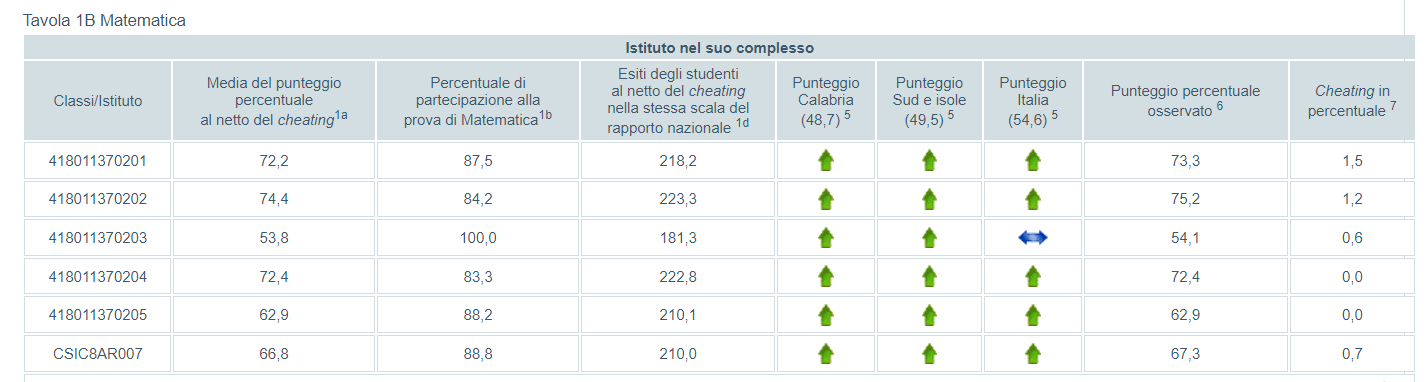 Tavola 1B Matematica
Istituto nel suo complesso
Classi/Istituto
Media del punteggio
percentuale
al netto del cheating1a
Percentuale di
partecipazione alla
prova di Matematica1b
Esiti degli studenti
al netto del cheating
nella stessa scala del
rapporto nazionale 1d
Punteggio
Calabria
(48,7) 5
Punteggio
Sud e isole
(49,5) 5
Punteggio
Italia
(54,6) 5
Punteggio percentuale
osservato 6
Cheating in
percentuale 7
418011370201 72,2 87,5 218,2 73,3 1,5
418011370202 74,4 84,2 223,3 75,2 1,2
418011370203 53,8 100,0 181,3 54,1 0,6
418011370204 72,4 83,3 222,8 72,4 0,0
418011370205 62,9 88,2 210,1 62,9 0,0
CSIC8AR007 66,8 88,8 210,0 67,3 0,7